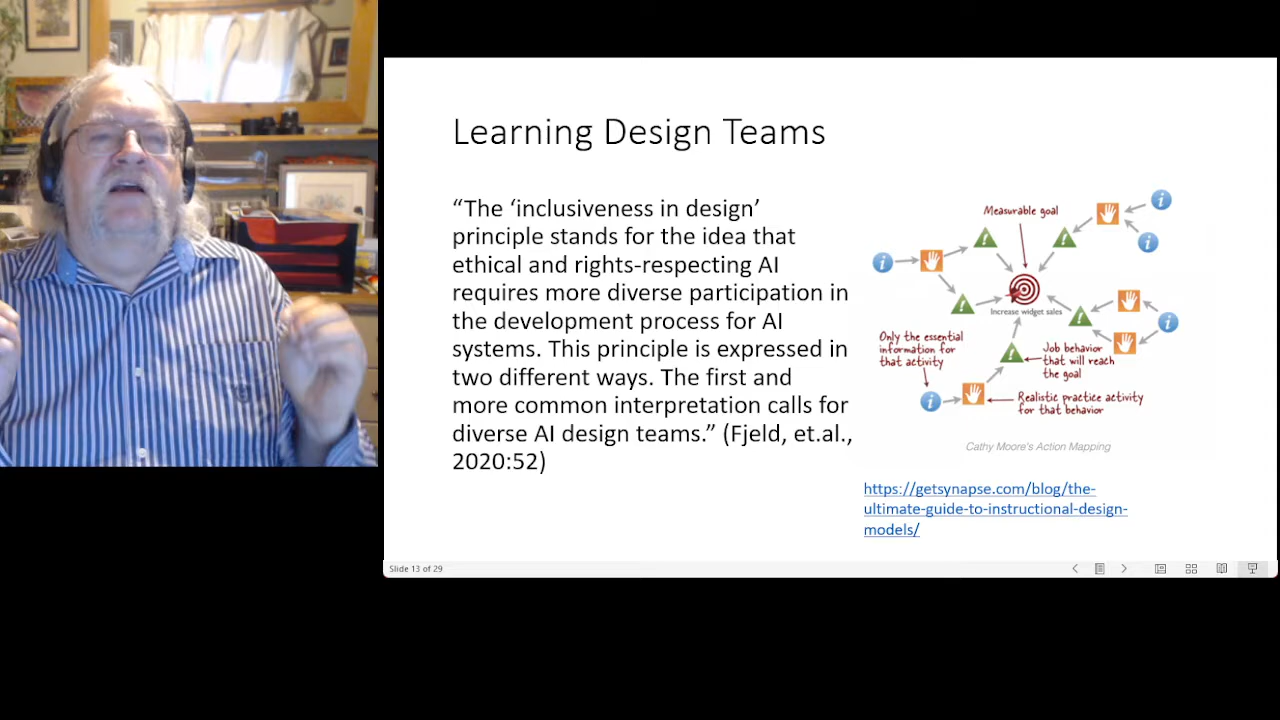 Learning Design Teams
“The ‘inclusiveness in design’
principle stands for the idea that
ethical and rights-respecting AI
requires more diverse participation in
the development process for AI
systems. This principle is expressed in
two different ways. The first and
more common interpretation calls for
diverse AI design teams.” (Fjeld, et.al.,
2020:52)
Measurable goal
Increase widget sales
Only the essential
information for
that activity
Job behavior
that will reach
the goal
Realistic practice activity
for that behavior
Cathy Moore's Action Mapping
https://getsynapse.com/blog/the-
ultimate-guide-to-instructional-design-
models/
Slide 13 of 29